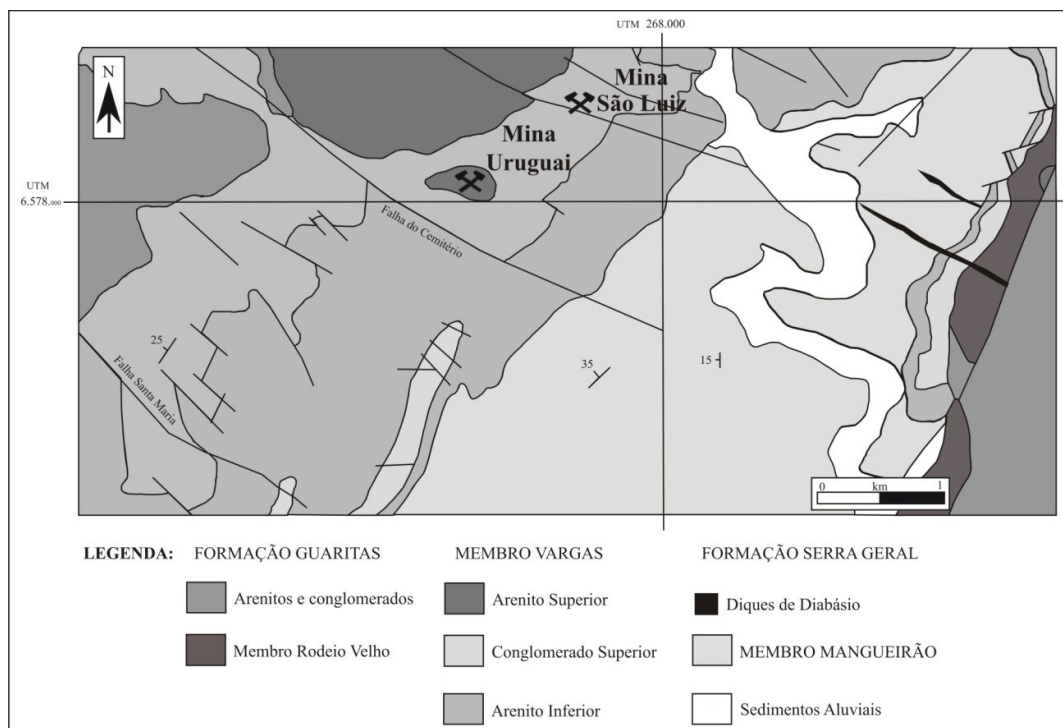 UTM 268.000
N
Mina
São Luiz
Mina
Uruguai
UTM
6.578.000
Falha do Cemitério
25
Falha Santa Maria
35
15
0 km 1
LEGENDA: FORMAÇÃO GUARITAS MEMBRO VARGAS FORMAÇÃO SERRA GERAL
Arenitos e conglomerados Arenito Superior Diques de Diabásio
Membro Rodeio Velho Conglomerado Superior MEMBRO MANGUEIRÃO
Arenito Inferior Sedimentos Aluviais